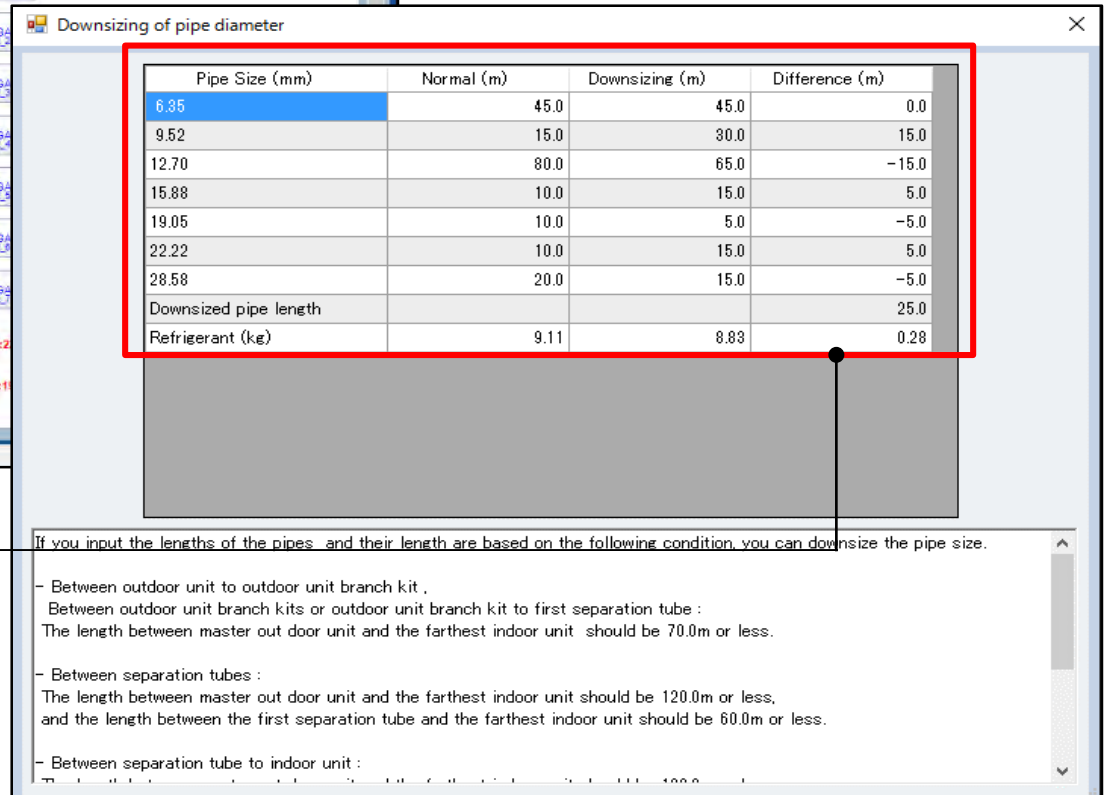 Downsizing of pipe diameter
Pipe Size (mm) Normal (m) Downsizing (m) Difference (m)
6.35 45.0 45.0 0.0
9.52 15.0 30.0 15.0
12.70 80.0 65.0 -15.0
15.88 10.0 15.0 5.0
19.05 10.0 5.0 -5.0
22.22 10.0 15.0 5.0
28.58 20.0 15.0 -5.0
Downsized pipe length 25.0
Refrigerant (kg) 9.11 8.83 0.28
If you input the lengths of the pipes and their length are based on the following condition, you can downsize the pipe size.
- Between outdoor unit to outdoor unit branch kit ,
Between outdoor unit branch kits or outdoor unit branch kit to first separation tube :
The length between master out door unit and the farthest indoor unit should be 70.0m or less.
- Between separation tubes :
The length between master out door unit and the farthest indoor unit should be 120.0m or less,
and the length between the first separation tube and the farthest indoor unit should be 60.0m or less.
- Between separation tube to indoor unit :